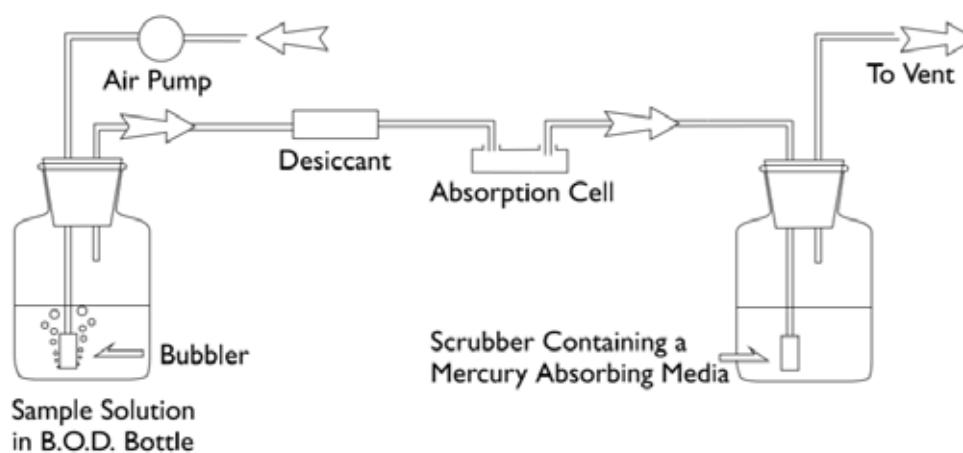 Air Pump
To Vent
Desiccant
Absorption Cell
Bubbler
Scrubber Containing a
Mercury Absorbing Media
Sample Solution
in B.O.D. Bottle